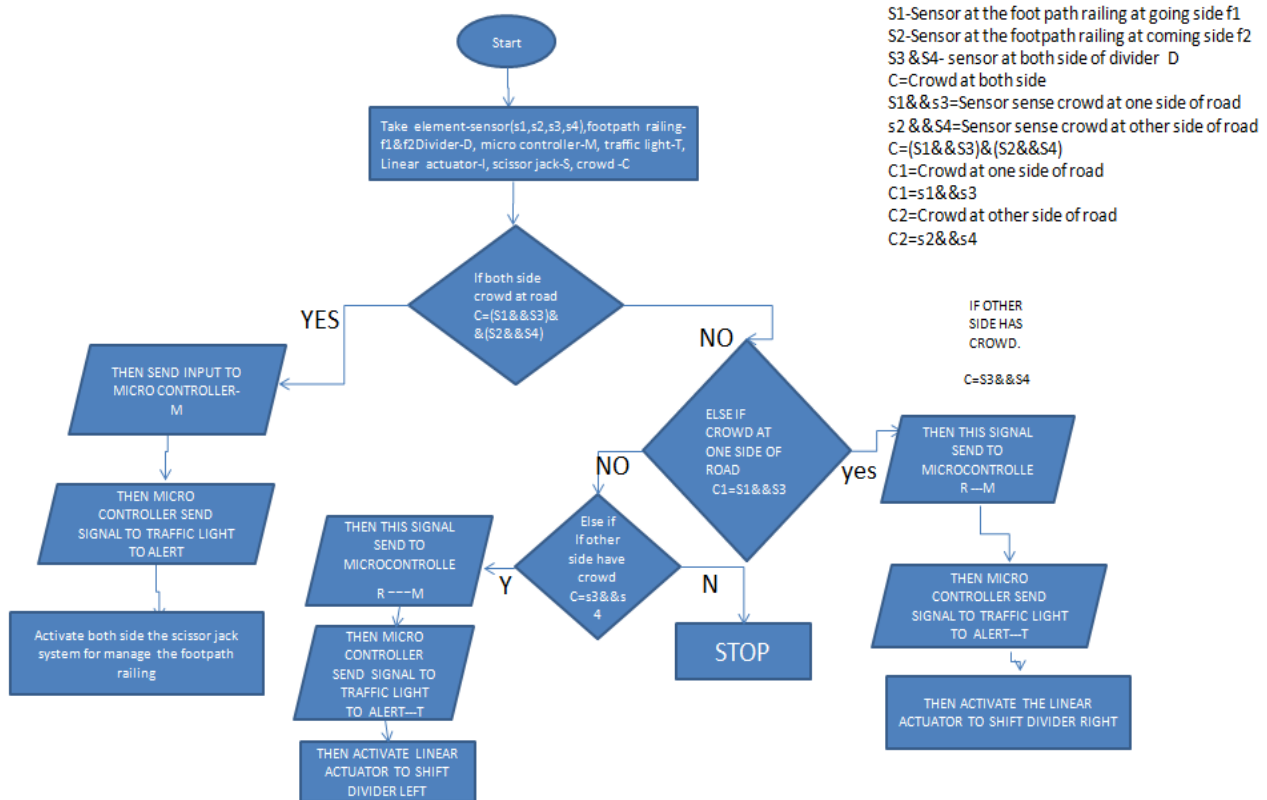 Start
Take element-sensor(s1,s2,s3,s4),footpath railing-
f1&f2Divider-D, micro controller-M, traffic light-T,
Linear actuator-I, scissor jack-S, crowd -C
If both side
crowd at road
C=(S1&&S3)&
&(S2&&S4)
YES
NO
THEN SEND INPUT TO
MICRO CONTROLLER-
M
THEN MICRO
CONTROLLER SEND
SIGNAL TO TRAFFIC LIGHT
TO ALERT
Activate both side the scissor jack
system for manage the footpath
railing
ELSE IF
CROWD AT
ONE SIDE OF
ROAD
C1=S1&&S3
NO
yes
Else if
If other
side have
crowd
C=s3&&s
4
Y
N
THEN THIS SIGNAL
SEND TO
MICROCONTROLLE
R ---M
THEN MICRO
CONTROLLER
SEND SIGNAL TO
TRAFFIC LIGHT
TO ALERT---T
THEN ACTIVATE LINEAR
ACTUATOR TO SHIFT
DIVIDER LEFT
STOP
THEN THIS SIGNAL
SEND TO
MICROCONTROLLE
R ---M
THEN MICRO
CONTROLLER SEND
SIGNAL TO TRAFFIC LIGHT
TO ALERT---T
THEN ACTIVATE THE LINEAR
ACTUATOR TO SHIFT DIVIDER RIGHT
S1-Sensor at the foot path railing at going side f1
S2-Sensor at the footpath railing at coming side f2
S3 &S4- sensor at both side of divider D
C=Crowd at both side
S1&&s3=Sensor sense crowd at one side of road
s2 &&S4=Sensor sense crowd at other side of road
C=(S1&&S3)&(S2&&S4)
C1=Crowd at one side of road
C1=s1&&s3
C2=Crowd at other side of road
C2=s2&&s4
IF OTHER
SIDE HAS
CROWD.
C=S3&&S4